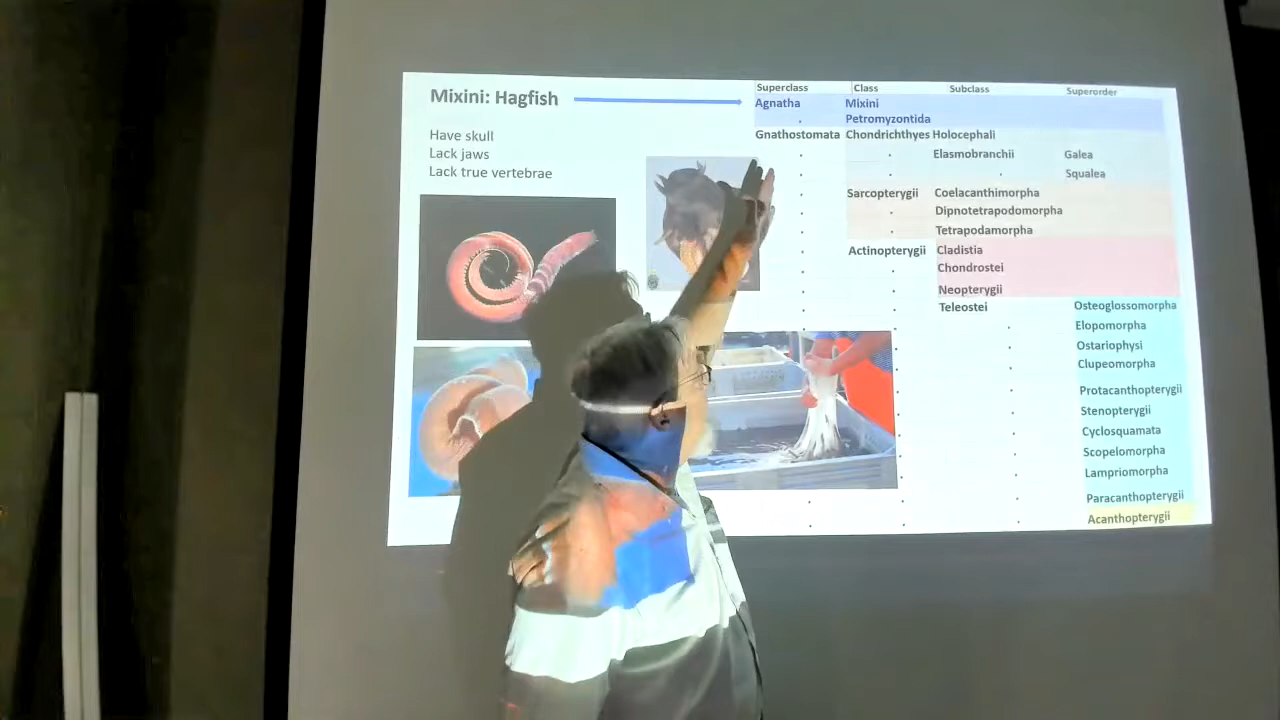 Mixini: Hagfish
Have skull
Lack jaws
Lack true vertebrae
Superclass Class Subclass Superorder
Agnatha Mixini
Petromyzontida
Gnathostomata Chondrichthyes Holocephali
Elasmobranchii Galea
Squalea
Sarcopterygii Coelacanthimorpha
Dipnotetrapodomorpha
Tetrapodamorpha
Actinopterygii Cladistia
Chondrostei
Neopterygii
Teleostei Osteoglossomorpha
Elopomorpha
Ostariophysi
Clupeomorpha
Protacanthopterygii
Stenopterygii
Cyclosquamata
Scopelomorpha
Lampriomorpha
Paracanthopterygii
Acanthopterygii